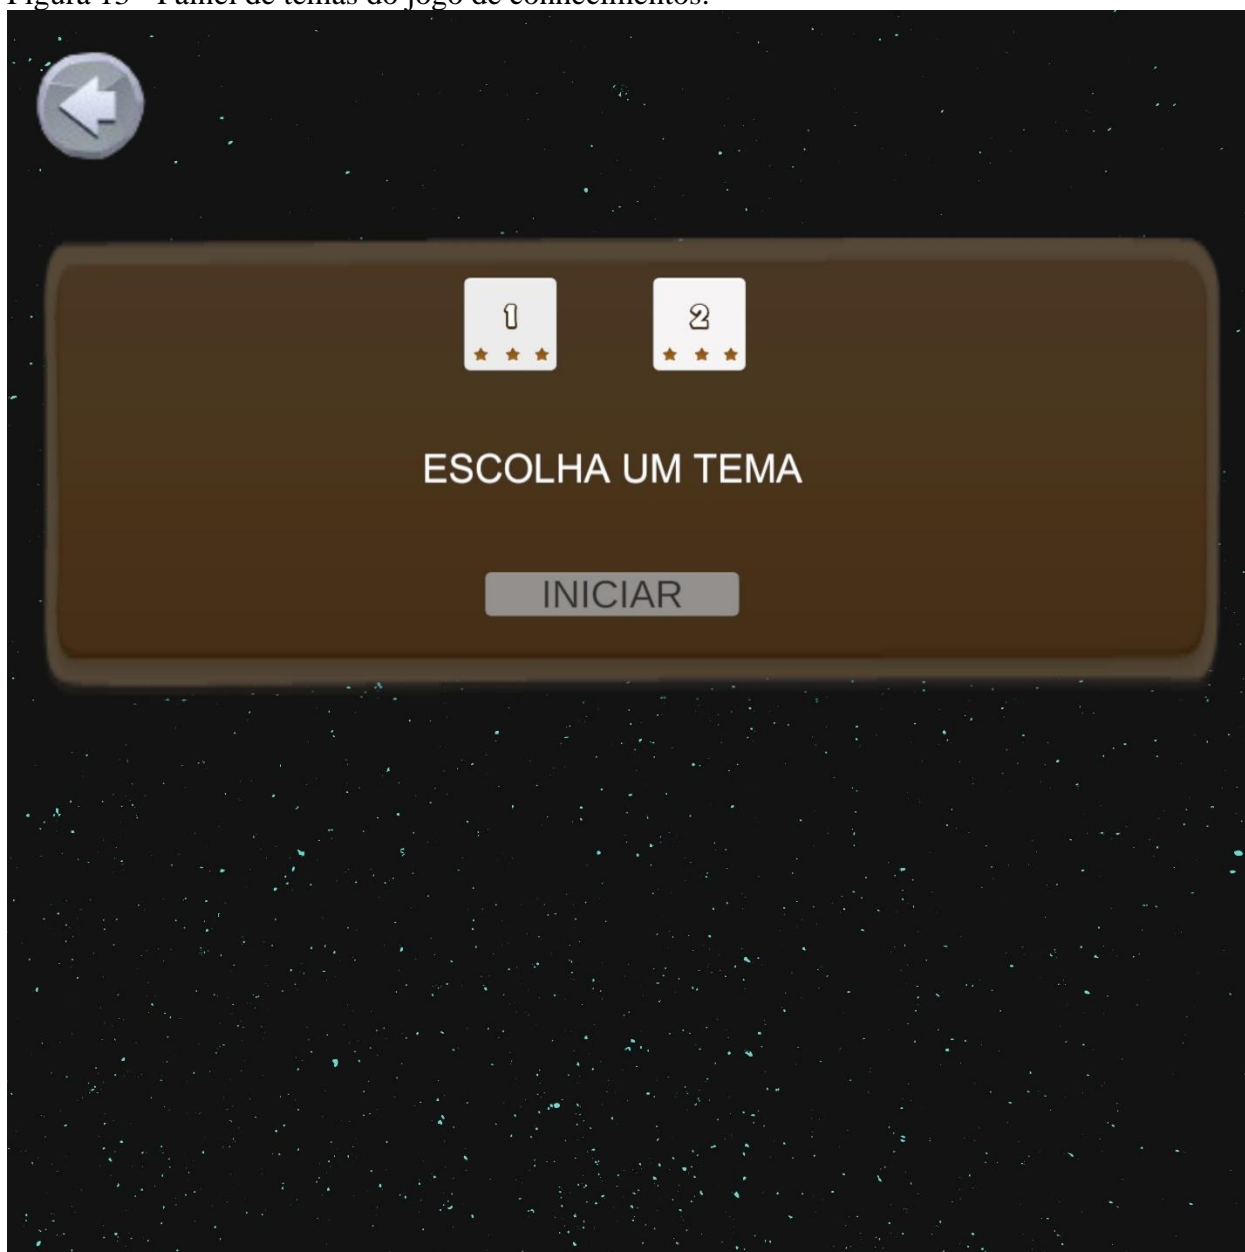 Figura 13 - Painel de temas do jogo de conhecimentos.
1 2
ESCOLHA UM TEMA
INICIAR